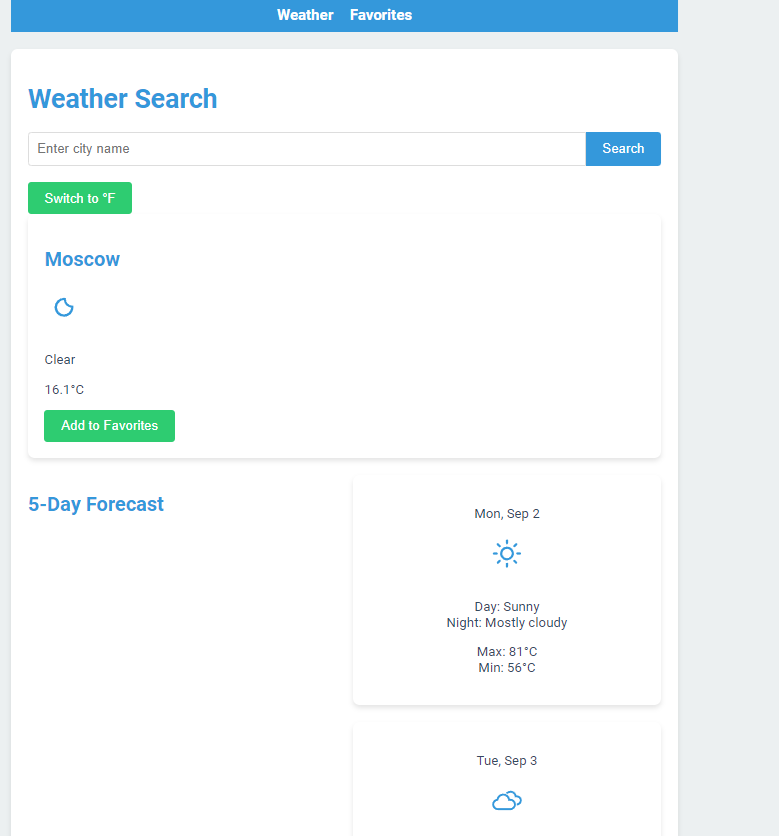 Weather Favorites
Weather Search
Enter city name Search
Switch to °F
Moscow
Clear
16.1°C
Add to Favorites
5-Day Forecast
Mon, Sep 2
Day: Sunny
Night: Mostly cloudy
Max: 81°C
Min: 56°C
Tue, Sep 3